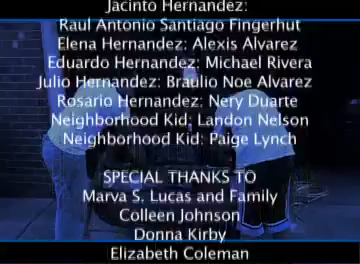 Jacinto Hernandez:
Raul Antonio Santiago Fingerhut
Elena Hernandez: Alexis Alvarez
Eduardo Hernandez: Michael Rivera
Julio Hernandez: Braulio Noe Alvarez
Rosario Hernandez: Nery Duarte
Neighborhood Kid: Landon Nelson
Neighborhood Kid: Paige Lynch
SPECIAL THANKS TO
Marva S. Lucas and Family
Colleen Johnson
Donna Kirby
Elizabeth Coleman